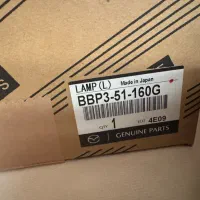 LAMP(L) Made in Japan
BBP3-51-160G
QTY 1 4E09
GENUINE PARTS